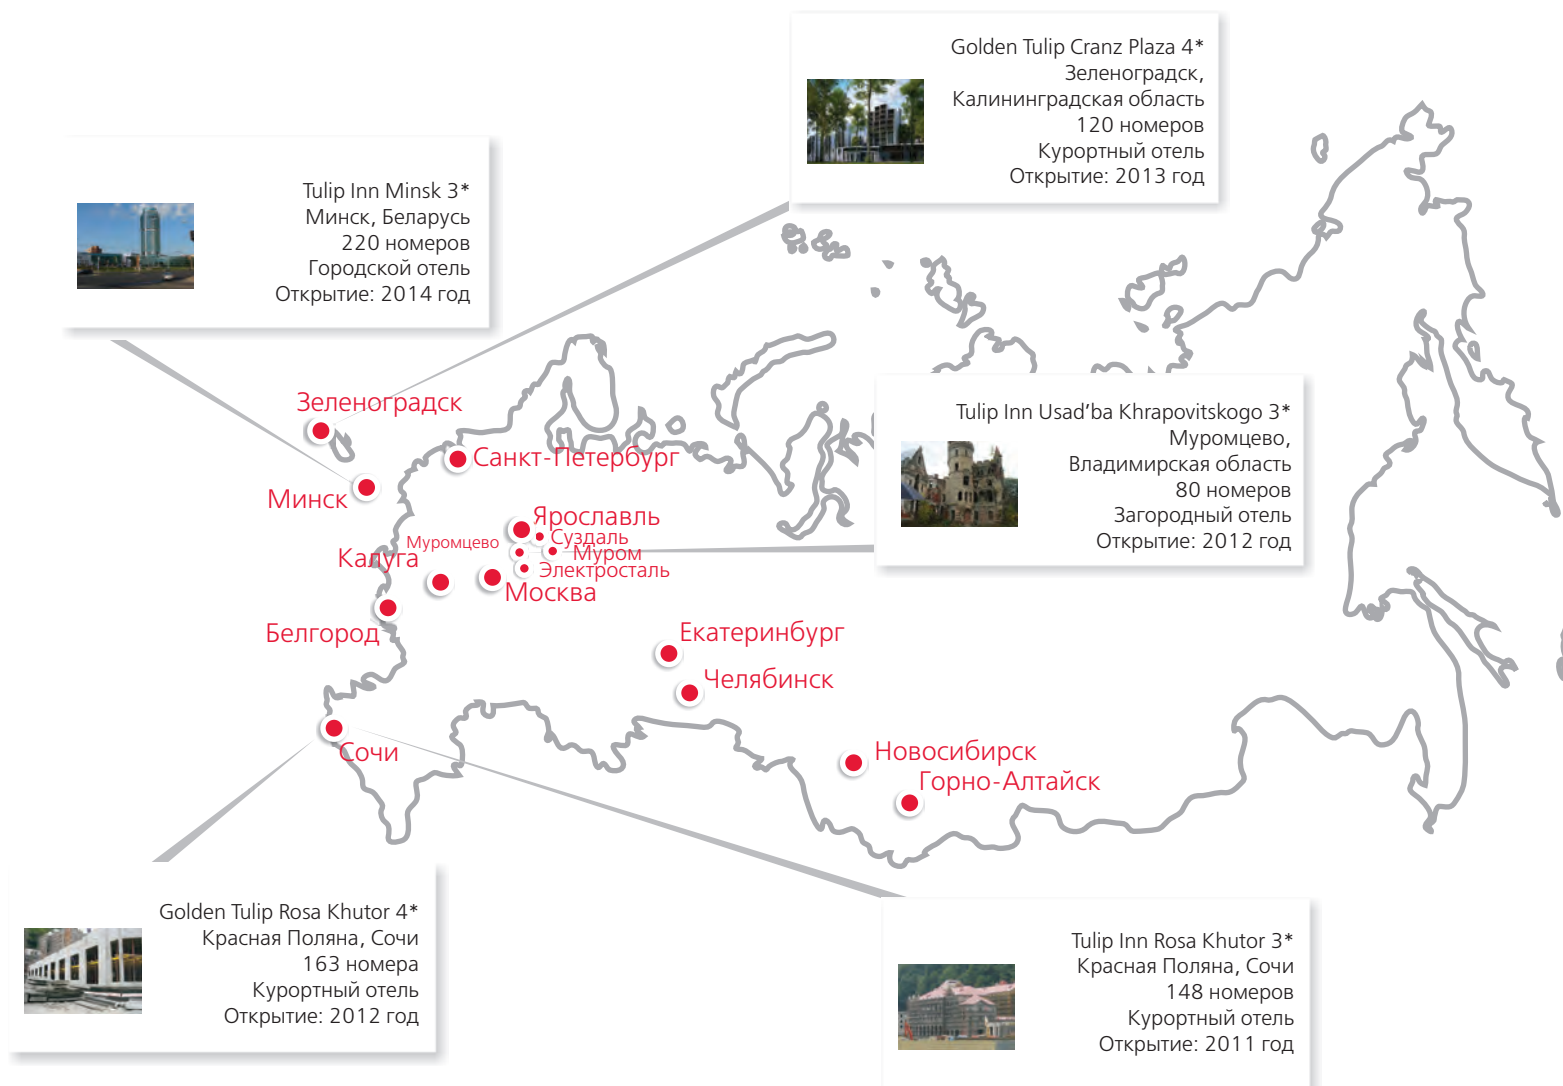 Golden Tulip Cranz Plaza 4*
Зеленоградск,
Калининградская область
120 номеров
Курортный отель
Открытие: 2013 год
Tulip Inn Minsk 3*
Минск, Беларусь
220 номеров
Городской отель
Открытие: 2014 год
Tulip Inn Usad’ba Khrapovitskogo 3*
Муромцево,
Владимирская область
80 номеров
Загородный отель
Открытие: 2012 год
Зеленоградск
Санкт-Петербург
Минск
Ярославль
Суздаль
Муромцево
Муром
Калуга
Электросталь
Москва
Белгород
Екатеринбург
Челябинск
Сочи
Новосибирск
Горно-Алтайск
Golden Tulip Rosa Khutor 4*
Красная Поляна, Сочи
163 номера
Курортный отель
Открытие: 2012 год
Tulip Inn Rosa Khutor 3*
Красная Поляна, Сочи
148 номеров
Курортный отель
Открытие: 2011 год